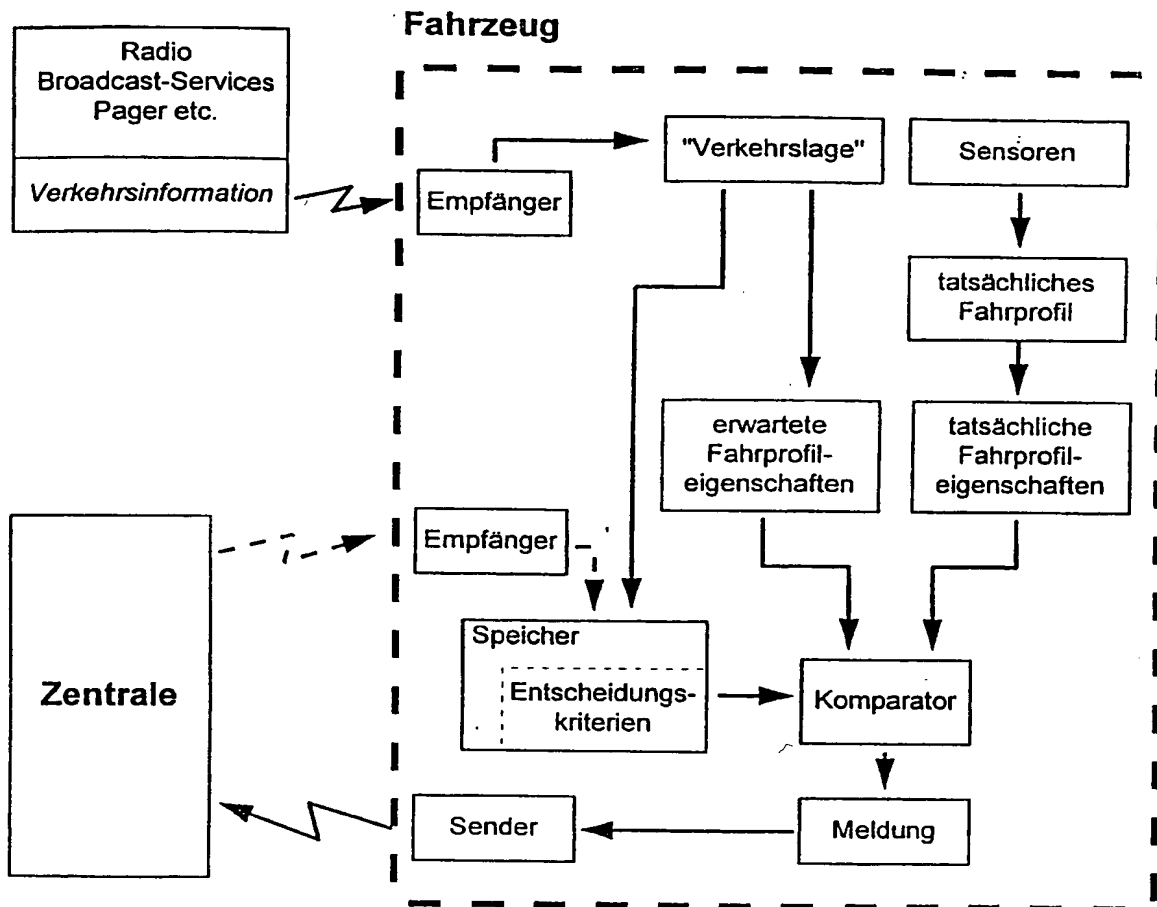 Fahrzeug
Radio
Broadcast-Services
Pager etc.
Verkehrsinformation
Empfänger
"Verkehrslage"
Sensoren
tatsächliches
Fahrprofil
erwartete
Fahrprofil-
eigenschaften
tatsächliche
Fahrprofil-
eigenschaften
Zentrale
Empfänger
Speicher
Entscheidungs-
kriterien
Komparator
Sender
Meldung